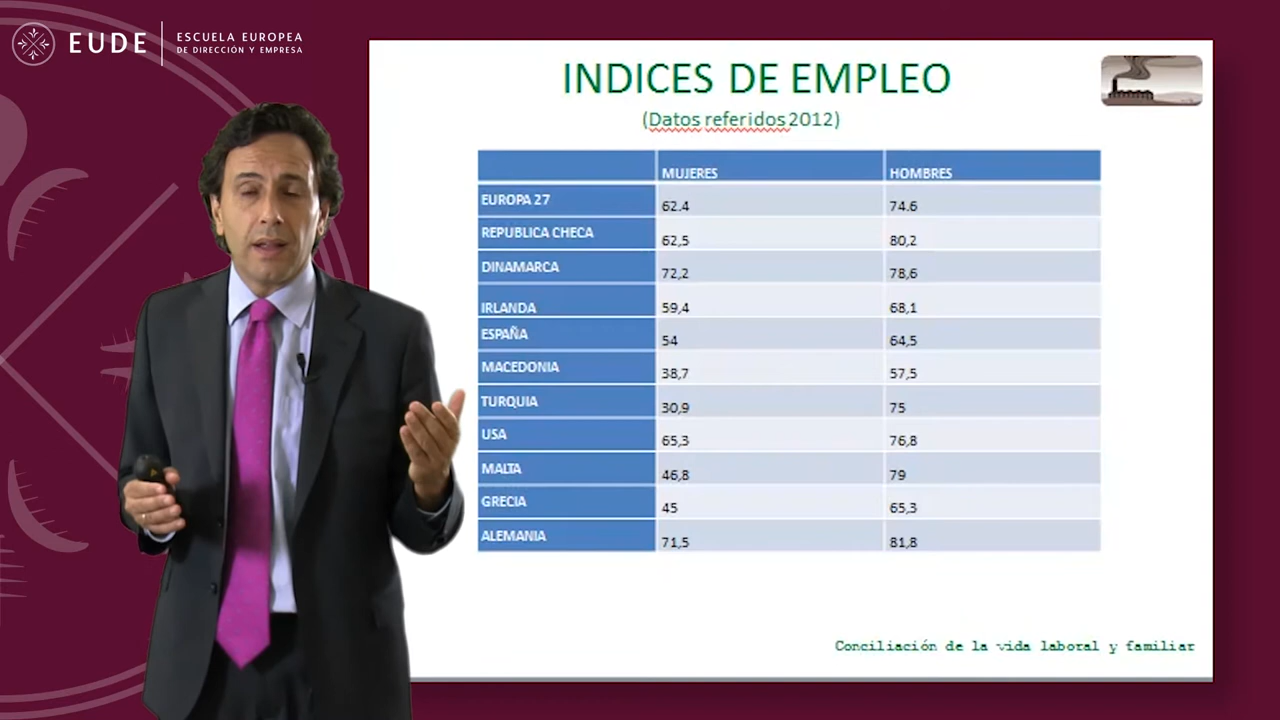 EUDE
ESCUELA EUROPEA
DE DIRECCIÓN Y EMPRESA
INDICES DE EMPLEO
(Datos referidos2012)
MUJERES HOMBRES
EUROPA 27 62.4 74.6
REPUBLICA CHECA 62,5 80,2
DINAMARCA 72,2 78,6
IRLANDA 59,4 68,1
ESPAÑA 54 64,5
MACEDONIA 38,7 57,5
TURQUIA 30,9 75
USA 65,3 76,8
MALTA 46,8 79
GRECIA 45 65,3
ALEMANIA 71,5 81,8
Conciliación de la vida laboral y familiar